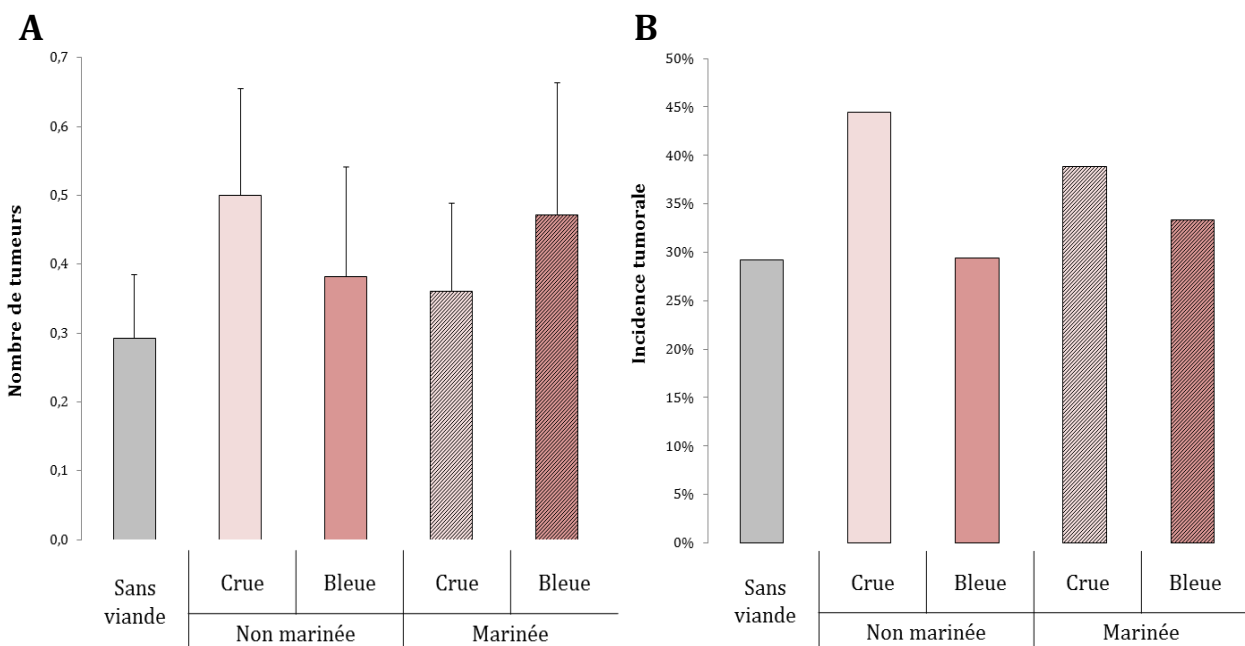 A
Nombre de tumeurs
0,7
0,6
0,5
0,4
0,3
0,2
0,1
0,0
Sans
viande
Crue
Bleue
Crue
Bleue
Non marinée
Marinée
B
Incidence tumorale
50%
45%
40%
35%
30%
25%
20%
15%
10%
5%
0%
Sans
viande
Crue
Bleue
Crue
Bleue
Non marinée
Marinée